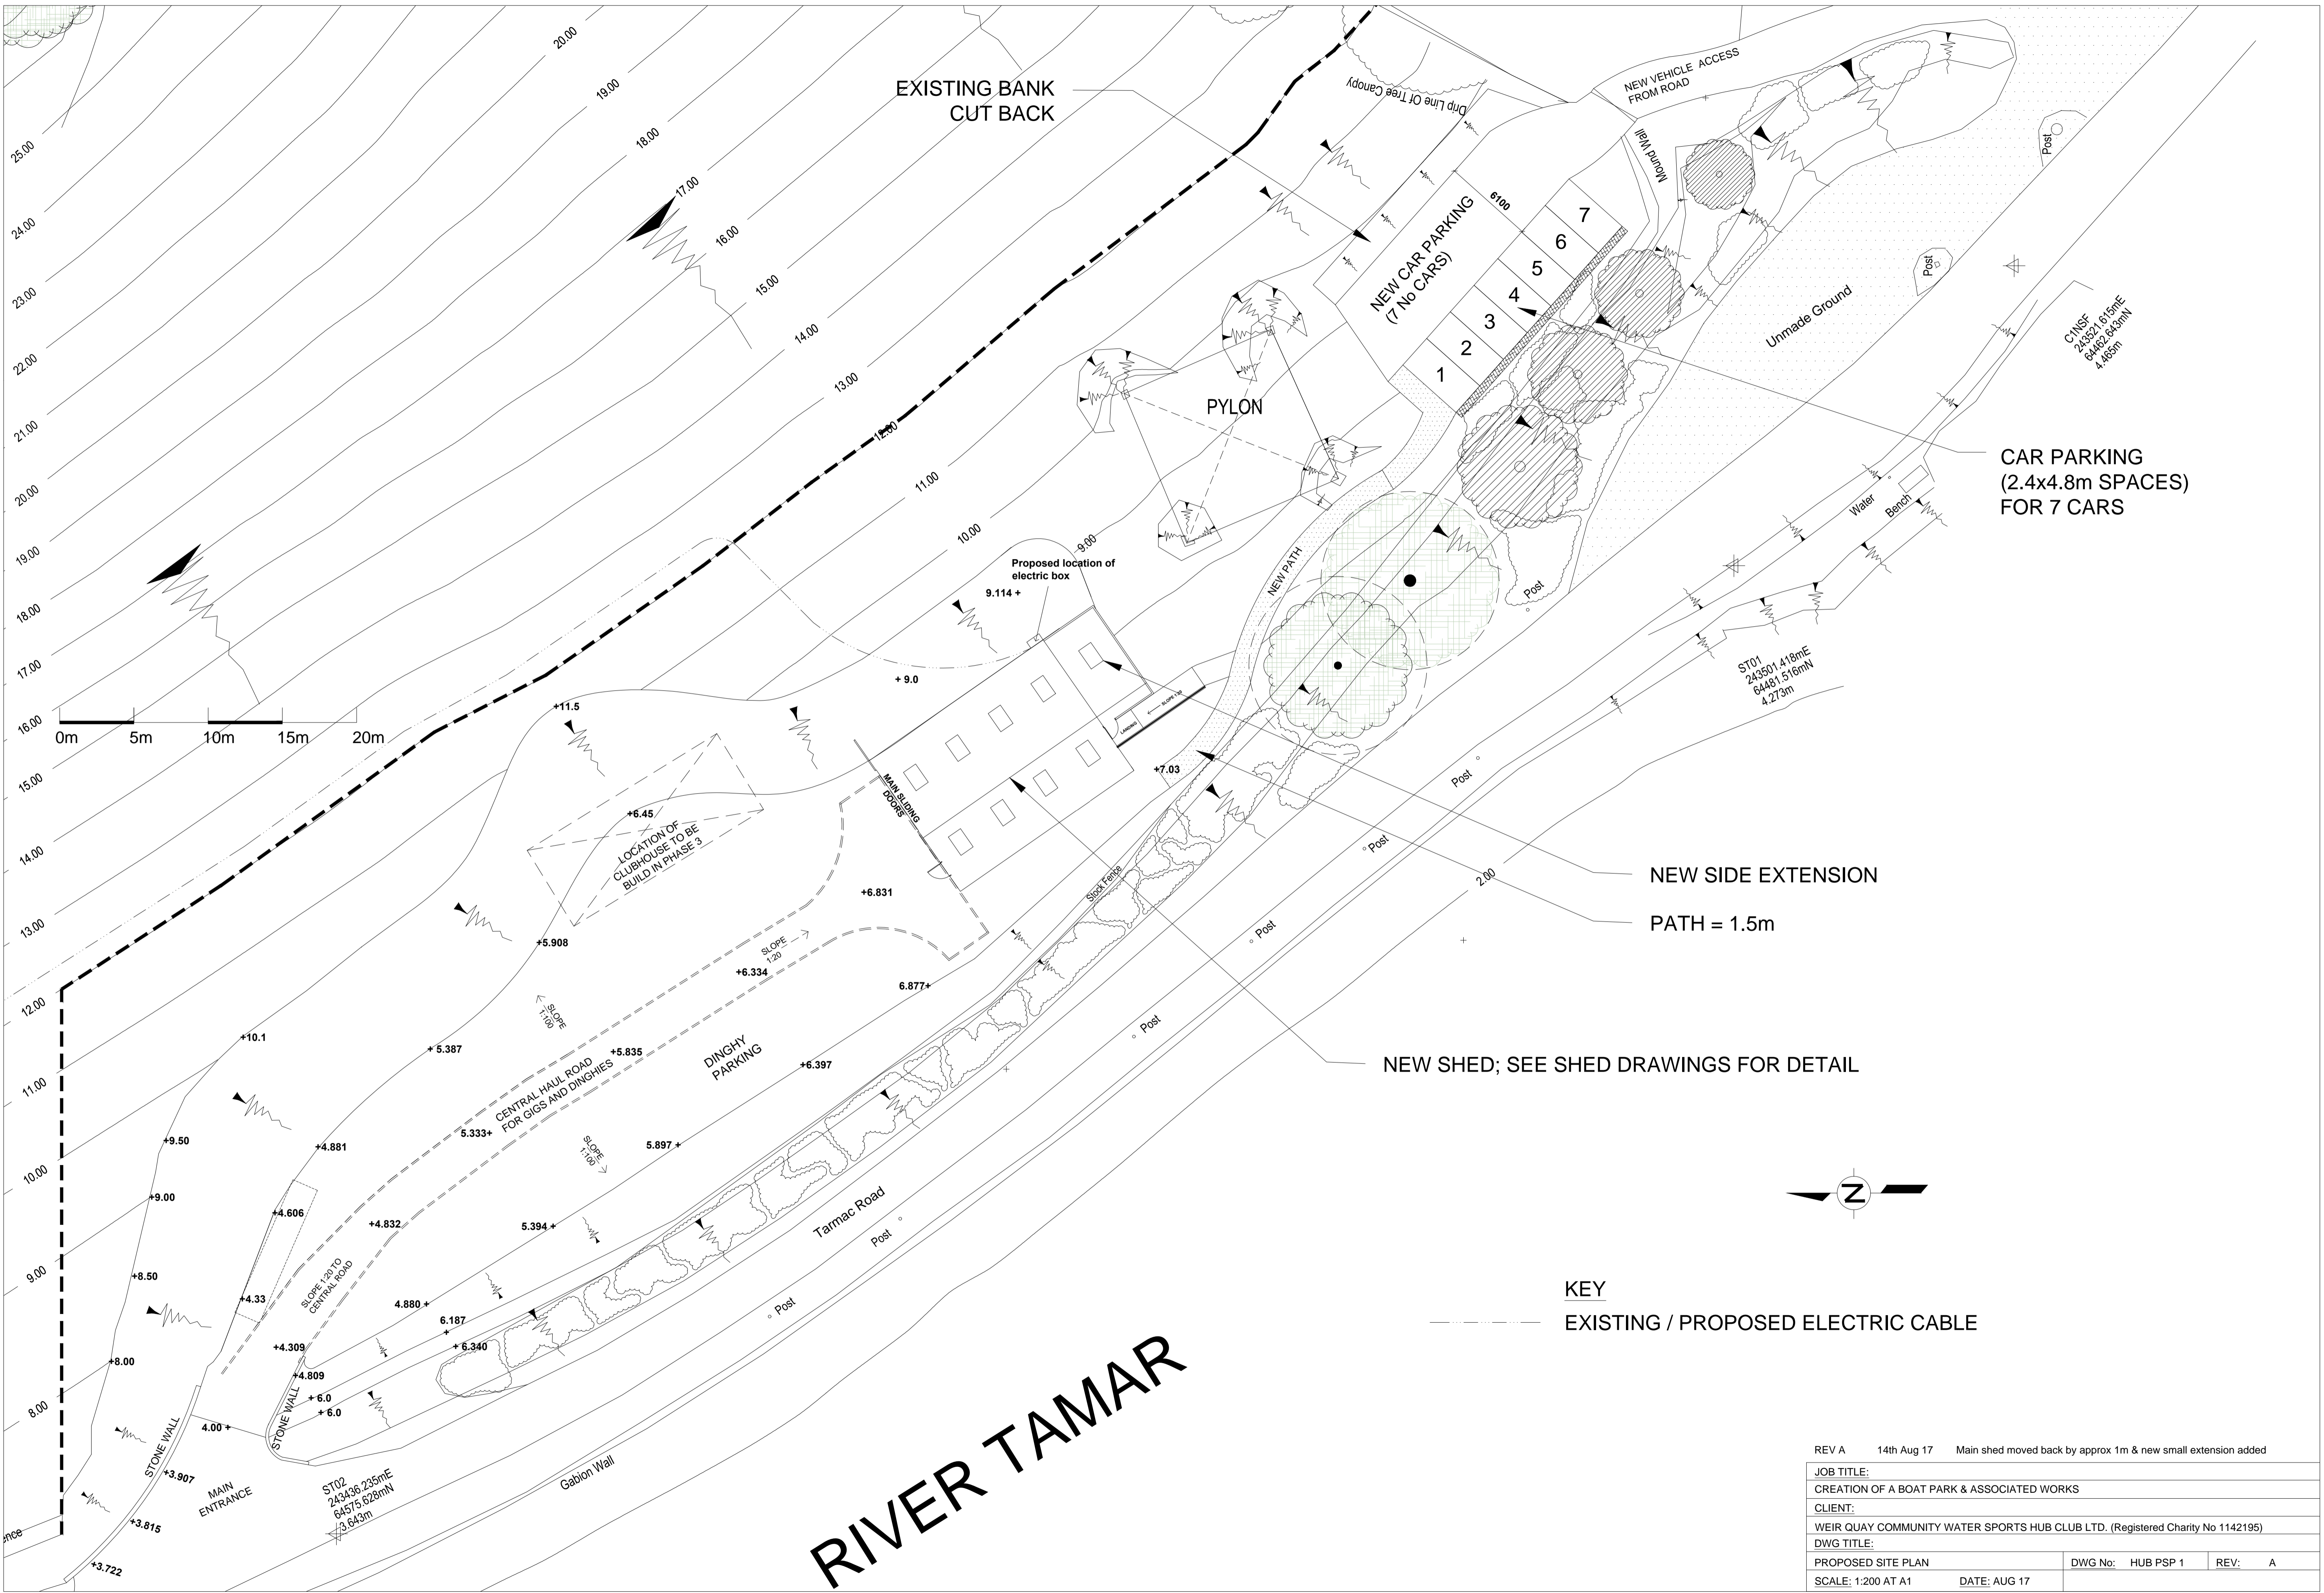 20.00
19.00
18.00
17.00
16.00
15.00
14.00
13.00
12.00
11.00
10.00
9.00
25.00
24.00
23.00
22.00
21.00
20.00
19.00
18.00
17.00
16.00
15.00
14.00
13.00
12.00
11.00
10.00
9.00
8.00
EXISTING BANK
CUT BACK
Drip Line Of Tree Canopy
NEW VEHICLE ACCESS
FROM ROAD
Mound Wall
Post
Post
6100
NEW CAR PARKING
(7 No CARS)
7
6
5
4
3
2
1
Unmade Ground
C1NSF
243521.615mE
64462.643mN
4.465m
PYLON
CAR PARKING
(2.4x4.8m SPACES)
FOR 7 CARS
Water
Bench
NEW PATH
Post
Proposed location of
electric box
9.114 +
+ 9.0
ST01
243501.418mE
64481.516mN
4.273m
LANDING
SLOPE 1:20
0m
5m
10m
15m
20m
+11.5
+6.45
LOCATION OF
CLUBHOUSE TO BE
BUILD IN PHASE 3
MAIN SLIDING
DOORS
+7.03
Post
Post
2.00
NEW SIDE EXTENSION
PATH = 1.5m
Stock Fence
+6.831
+5.908
SLOPE
1:20
+6.334
6.877+
Post
SLOPE
1:100
Post
+10.1
+ 5.387
+5.835
DINGHY
PARKING
+6.397
NEW SHED; SEE SHED DRAWINGS FOR DETAIL
CENTRAL HAUL ROAD
FOR GIGS AND DINGHIES
5.333+
5.897 +
SLOPE
1:100
+9.50
+4.881
+9.00
+4.606
+4.832
5.394 +
Tarmac Road
Post
+8.50
SLOPE 1:20 TO
CENTRAL ROAD
+4.33
4.880 +
6.187
+
+ 6.340
Post
+4.309
+8.00
+4.809
+ 6.0
+ 6.0
STONE WALL
4.00 +
STONE WALL
+3.907
MAIN
ENTRANCE
ST02
243436.235mE
64575.628mN
3.643m
Gabion Wall
+3.815
+3.722
RIVER TAMAR
N
KEY
EXISTING / PROPOSED ELECTRIC CABLE
REV A 14th Aug 17 Main shed moved back by approx 1m & new small extension added
JOB TITLE:
CREATION OF A BOAT PARK & ASSOCIATED WORKS
CLIENT:
WEIR QUAY COMMUNITY WATER SPORTS HUB CLUB LTD. (Registered Charity No 1142195)
DWG TITLE:
PROPOSED SITE PLAN DWG No: HUB PSP 1 REV: A
SCALE: 1:200 AT A1 DATE: AUG 17